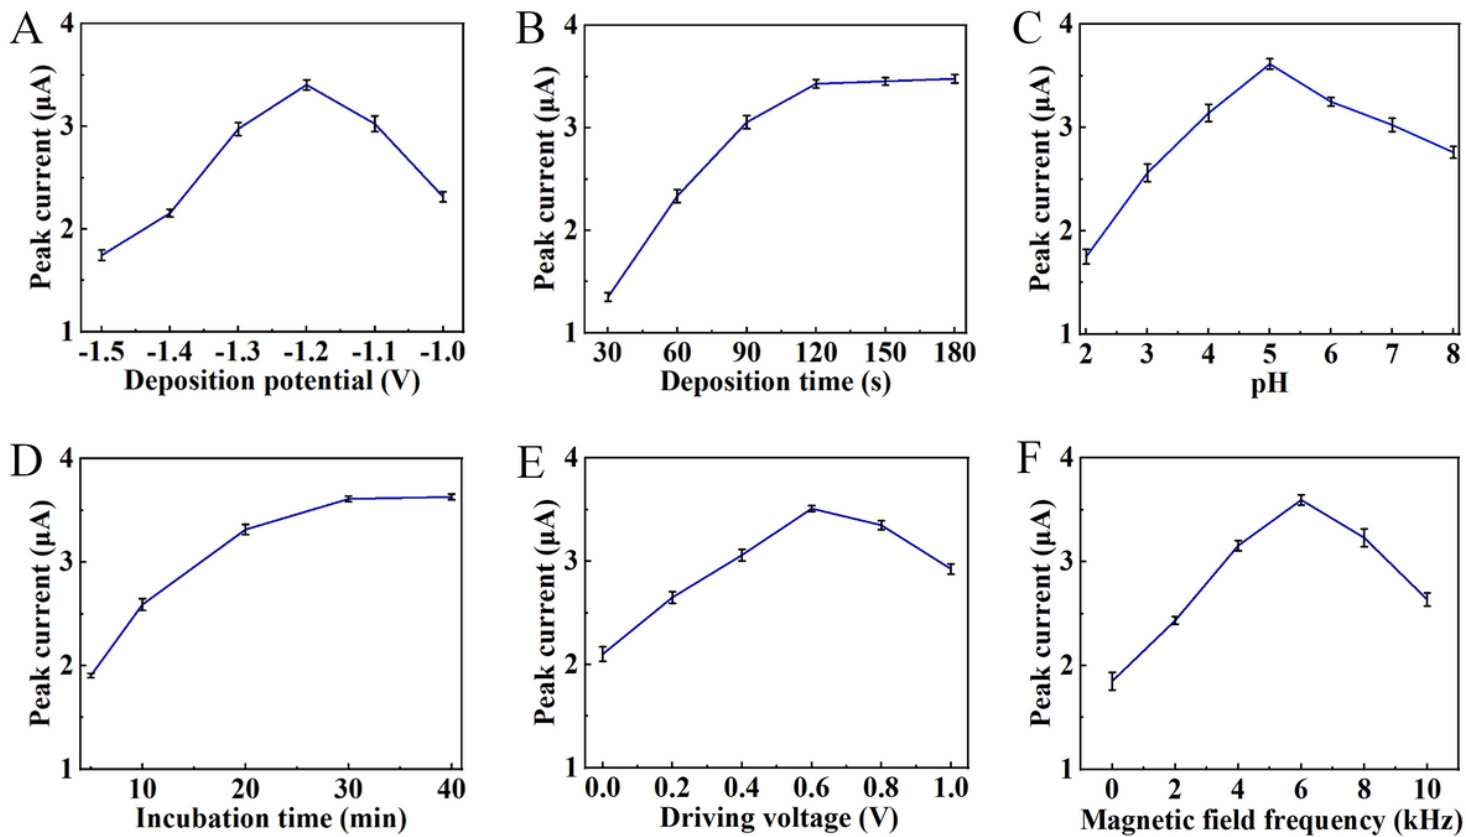 A
Peak current (μA)
4
3
2
1
-1.5 -1.4 -1.3 -1.2 -1.1 -1.0
Deposition potential (V)
B
Peak current (μA)
4
3
2
1
30 60 90 120 150 180
Deposition time (s)
C
Peak current (μA)
4
3
2
1
2 3 4 5 6 7 8
pH
D
Peak current (μA)
4
3
2
1
10 20 30 40
Incubation time (min)
E
Peak current (μA)
4
3
2
1
0.0 0.2 0.4 0.6 0.8 1.0
Driving voltage (V)
F
Peak current (μA)
4
3
2
1
0 2 4 6 8 10
Magnetic field frequency (kHz)